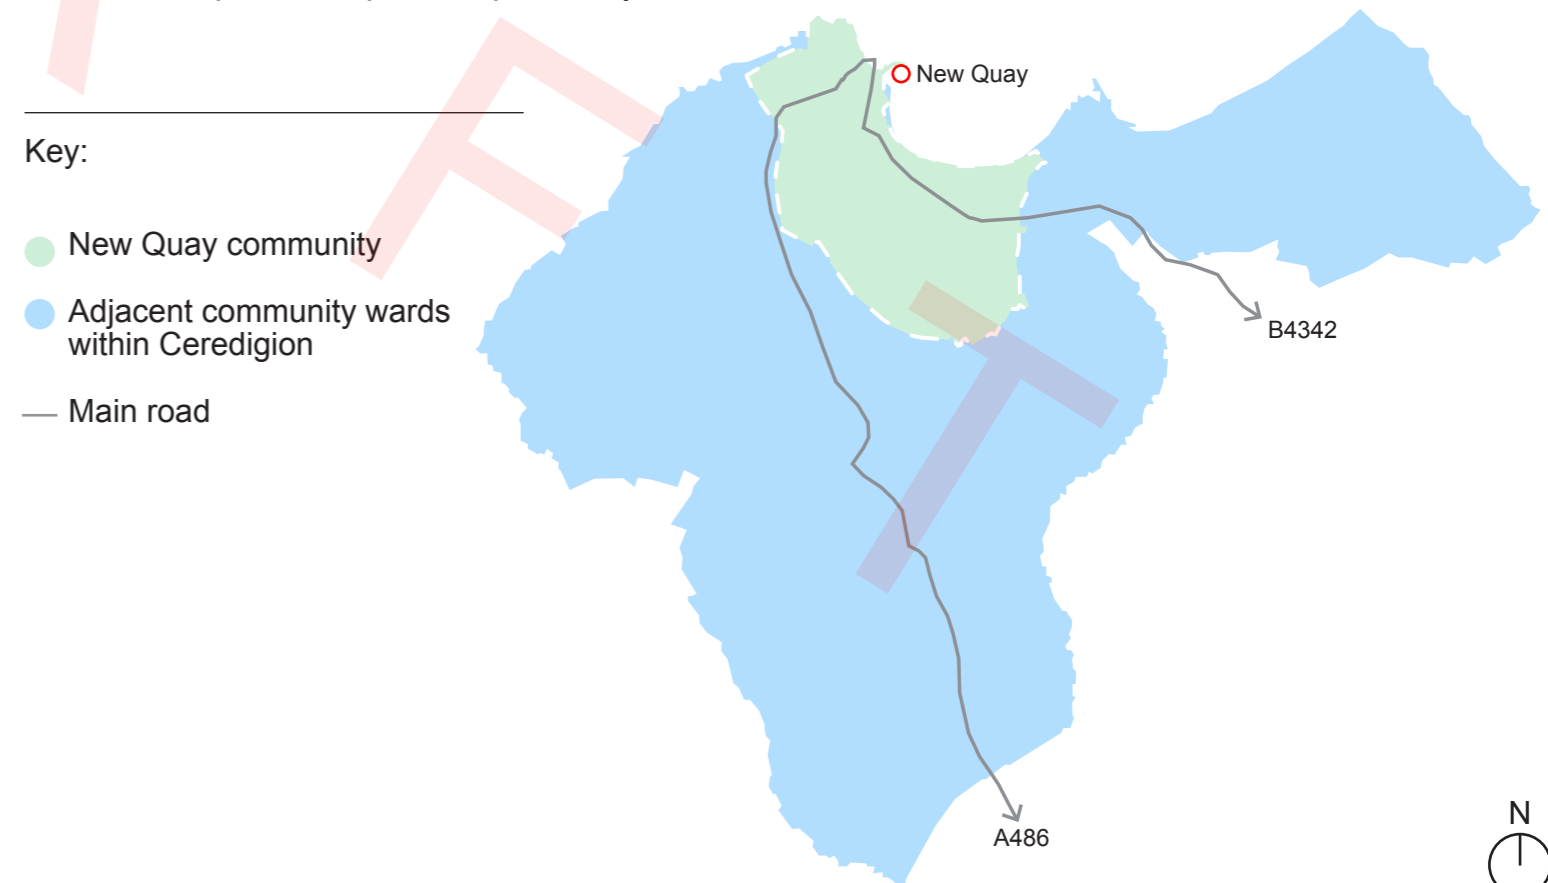 New Quay
Key:
New Quay community
Adjacent community wards
within Ceredigion
B4342
Main road
A486
N